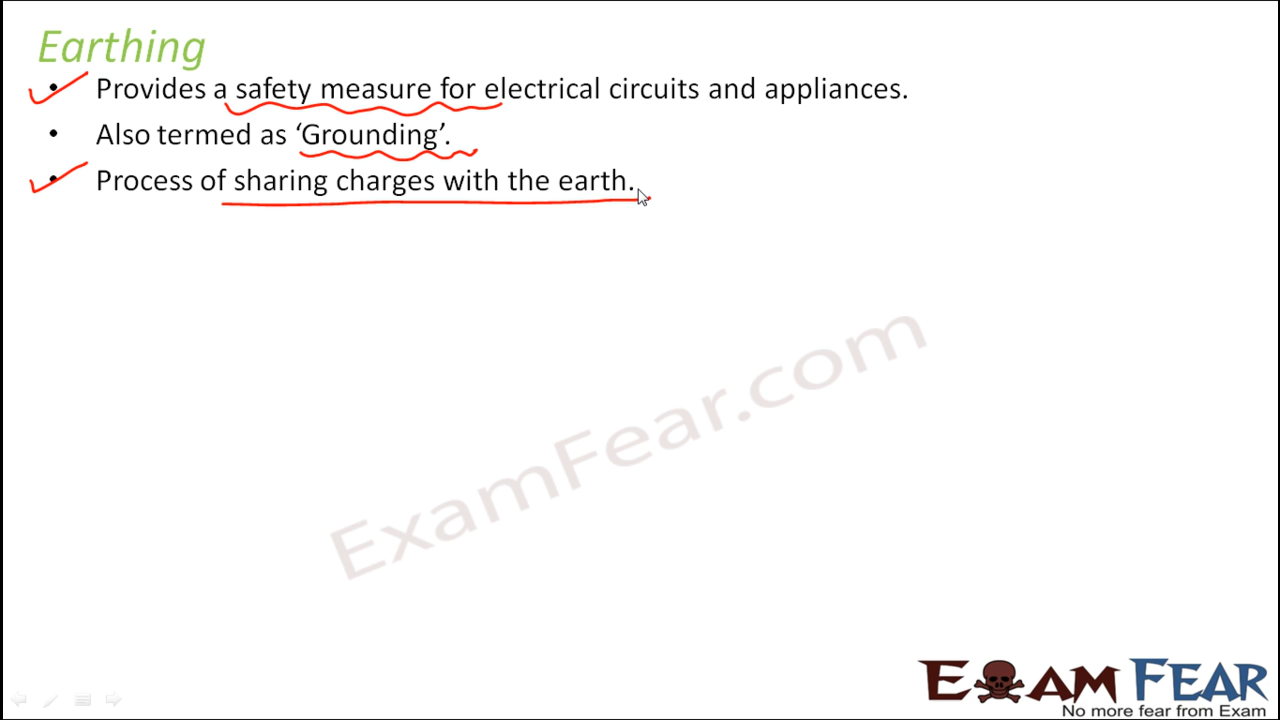 Earthing
• Provides a safety measure for electrical circuits and appliances.
• Also termed as ‘Grounding’.
• Process of sharing charges with the earth.
ExamFear.com
EXAM FEAR
No more fear from Exam